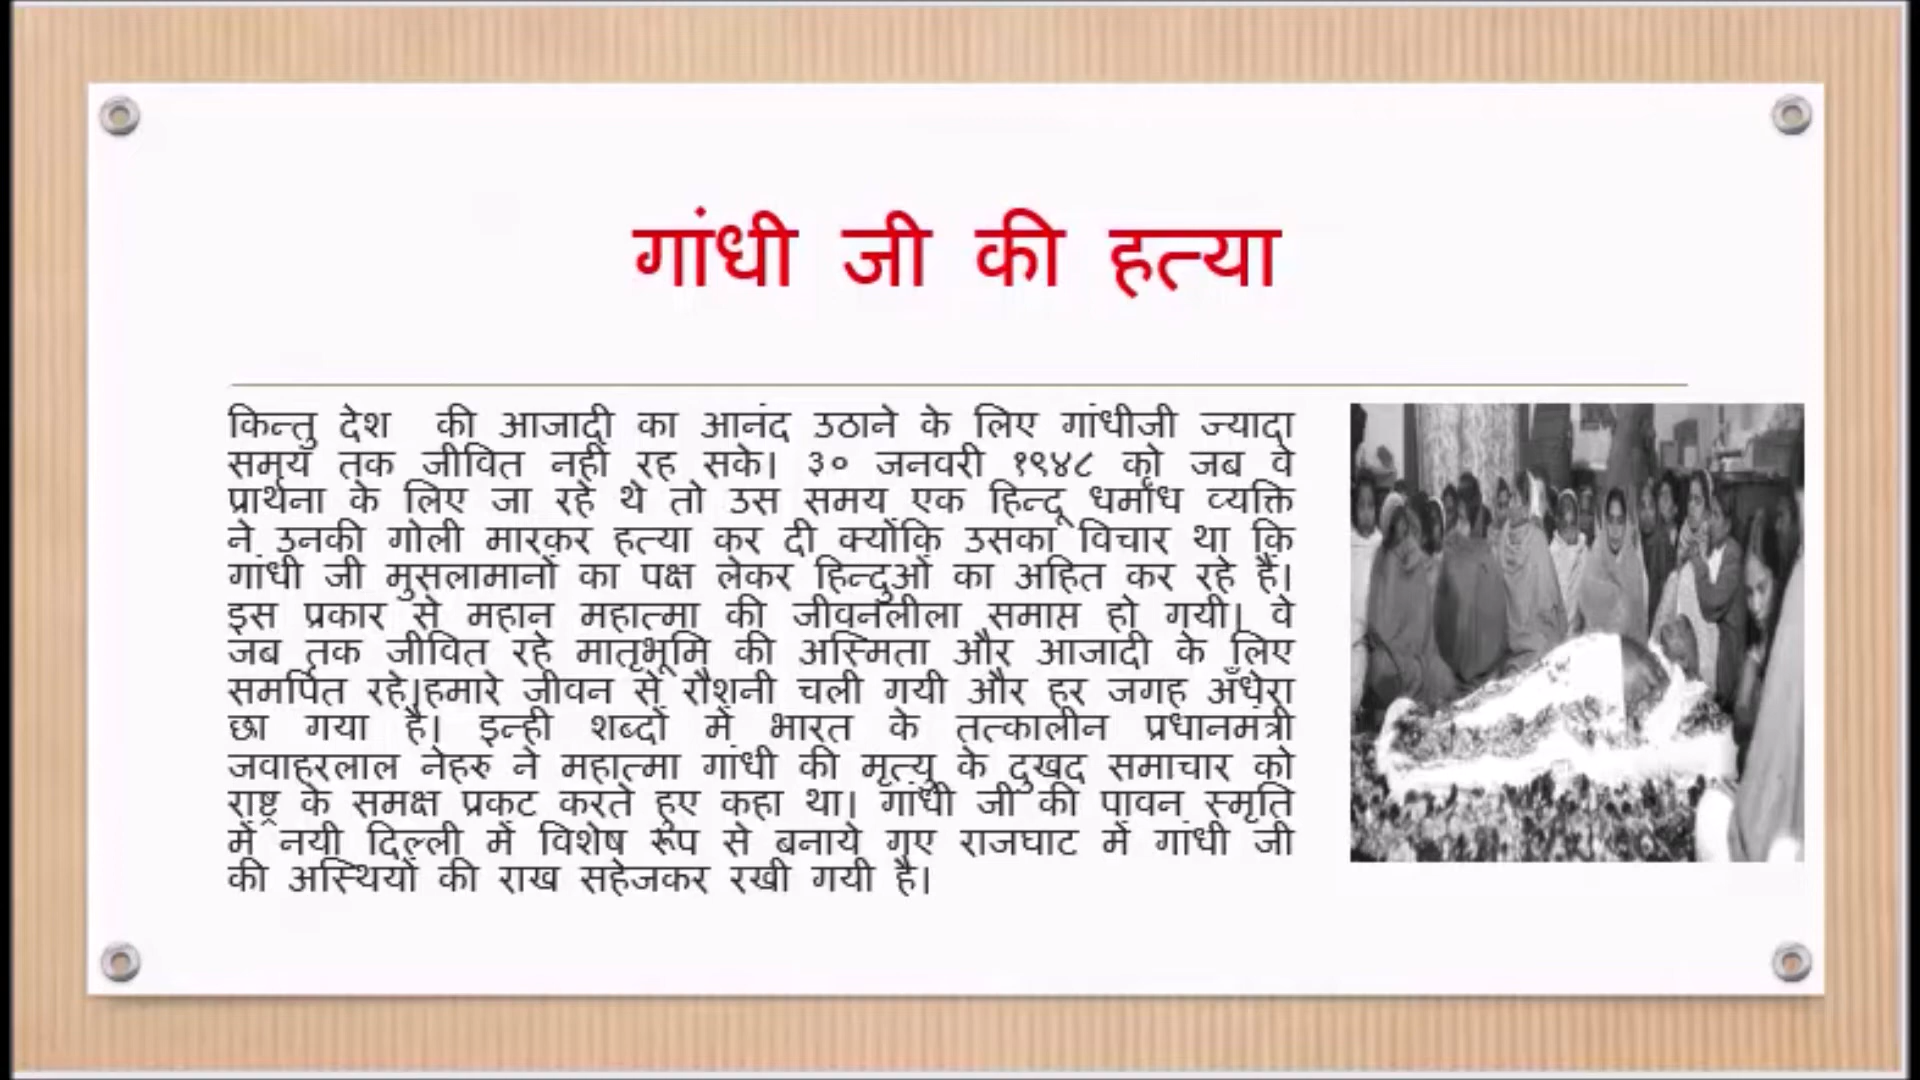 गांधी जी की हत्या
किन्तु देश की आजादी का आनंद उठाने के लिए गांधीजी ज्यादा
समय तक जीवित नहीं रह सके। ३० जनवरी १९४८ को जब वे
प्रार्थना के लिए जा रहे थे तो उस समय एक हिन्दू धर्मांध व्यक्ति
ने उनकी गोली मारकर हत्या कर दी क्योंकि उसका विचार था कि
गांधी जी मुसलामानों का पक्ष लेकर हिन्दुओं का अहित कर रहे हैं।
इस प्रकार से महान महात्मा की जीवनलीला समाप्त हो गयी। वे
जब तक जीवित रहे मातृभूमि की अस्मिता और आजादी के लिए
समर्पित रहे।हमारे जीवन से रौशनी चली गयी और हर जगह अँधेरा
छा गया है। इन्ही शब्दों में भारत के तत्कालीन प्रधानमंत्री
जवाहरलाल नेहरु ने महात्मा गांधी की मृत्यु के दुखद समाचार को
राष्ट्र के समक्ष प्रकट करते हुए कहा था। गांधी जी की पावन स्मृति
में नयी दिल्ली में विशेष रूप से बनाये गए राजघाट में गांधी जी
की अस्थियों की राख सहेजकर रखी गयी है।